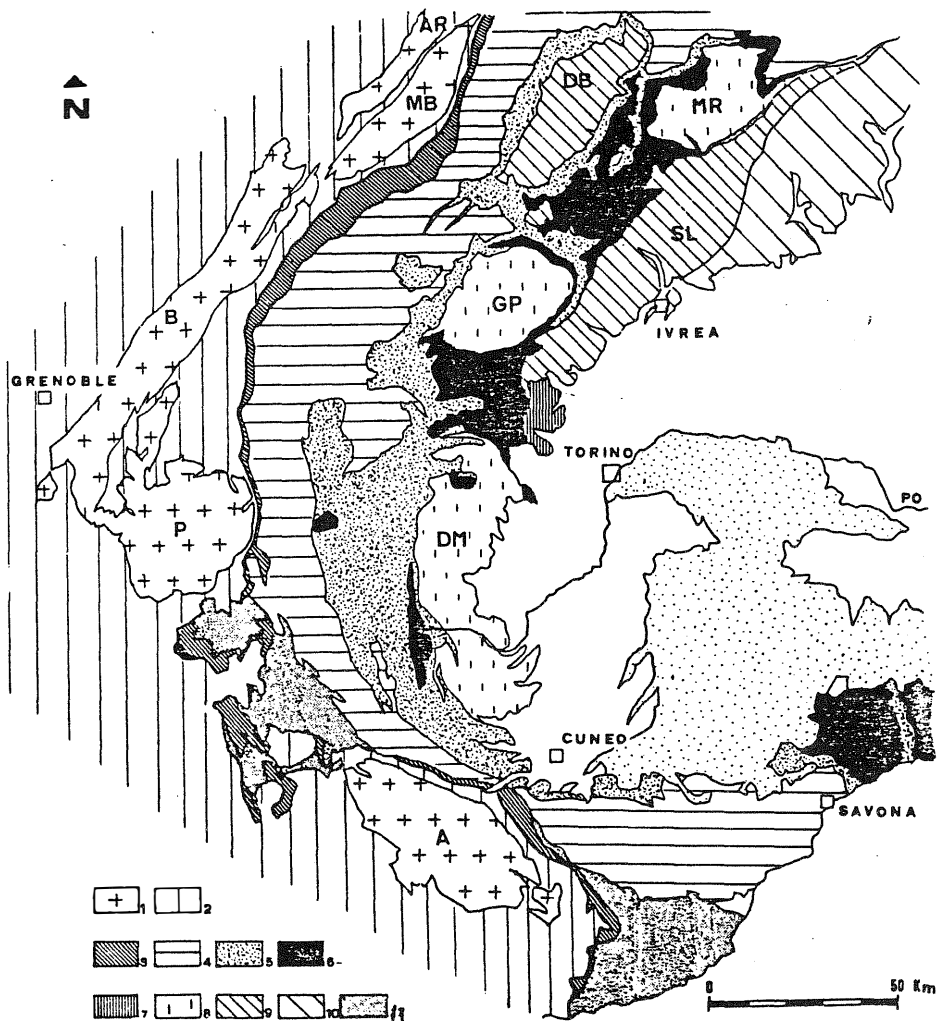 AR
N
MB
DB
MR
SL
B
GP
IVREA
GRENOBLE
TORINO
PO
P
DM
CUNEO
SAVONA
A
1 2
3 4 5 6-
7 8 9 10 11
0 50 Km